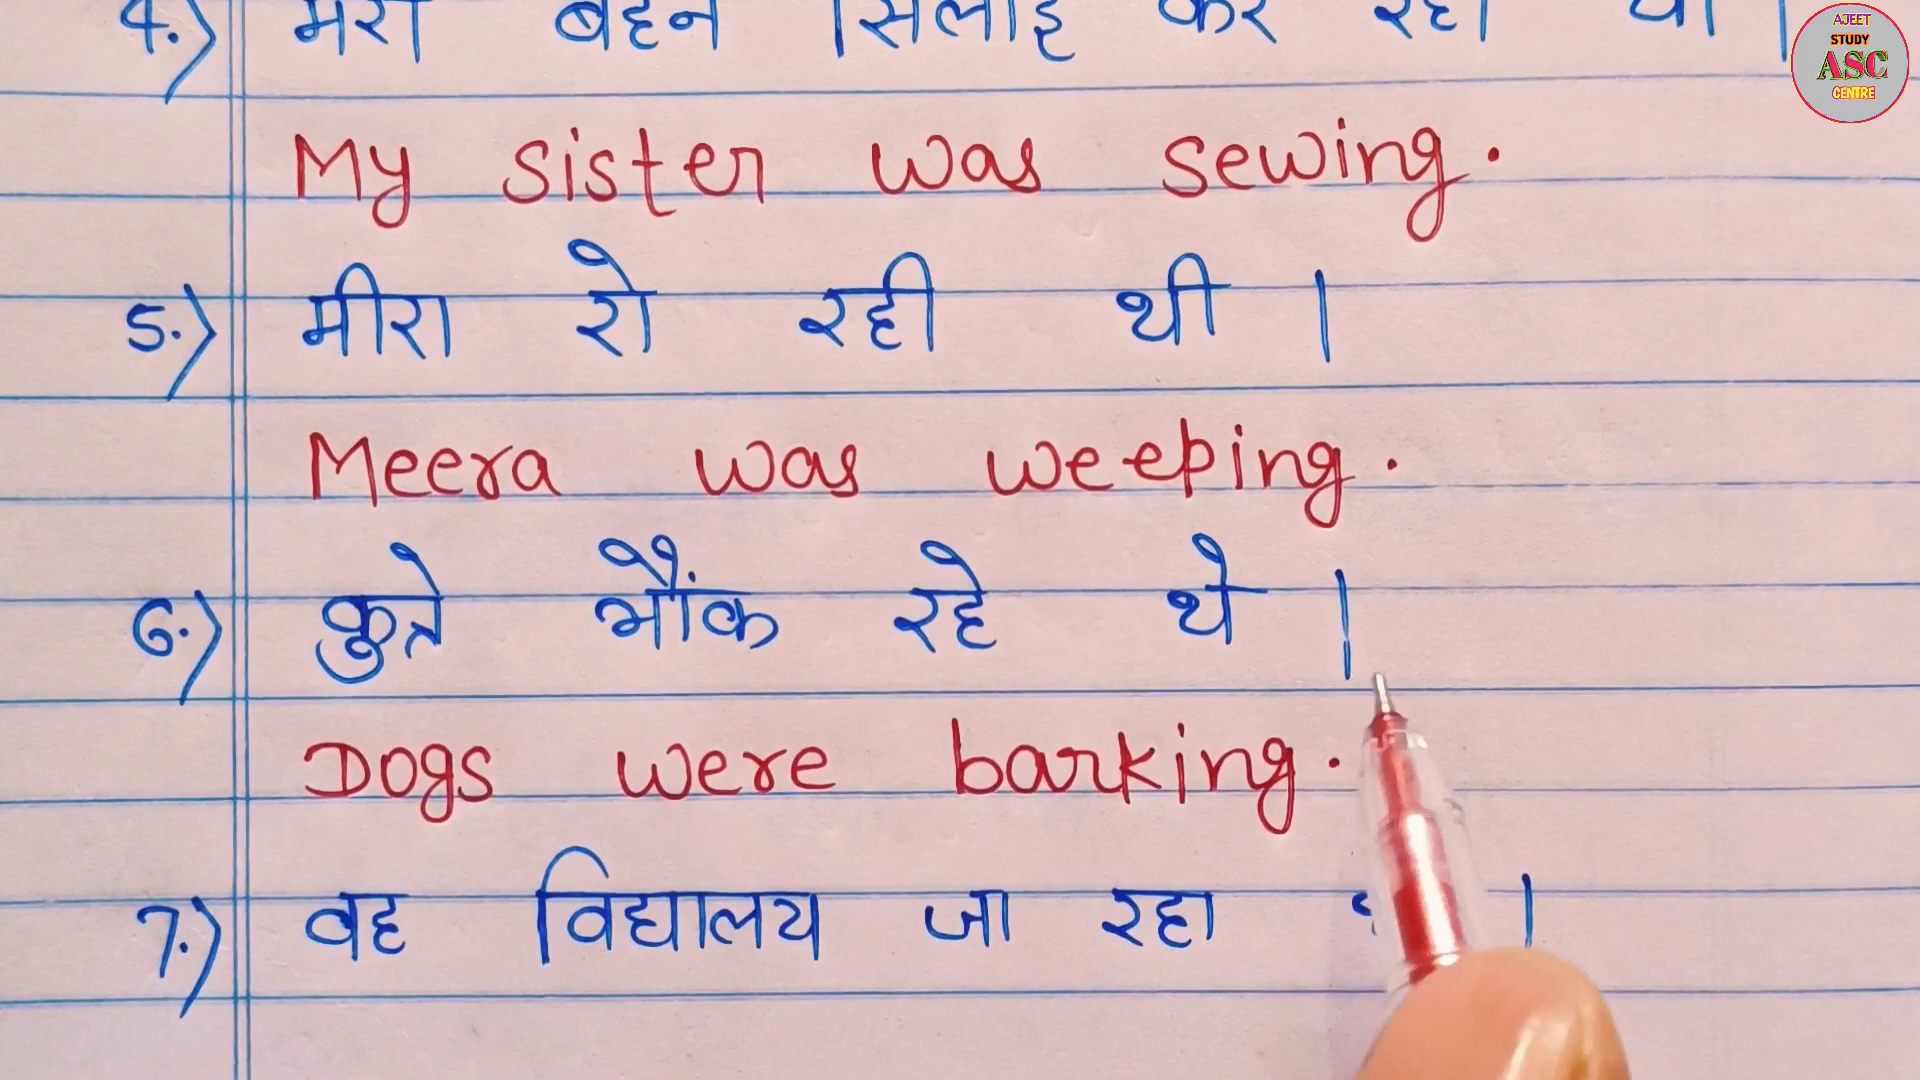 4.) मेरी बहन सिलाई कर रही थी ।
My sister was sewing.
5.) मीरा रो रही थी ।
Meera was weeping.
6.) कुत्ते भौंक रहे थे ।
Dogs were barking.
7.) वह विद्यालय जा रहा ।
AJEET
STUDY
ASC
CENTRE